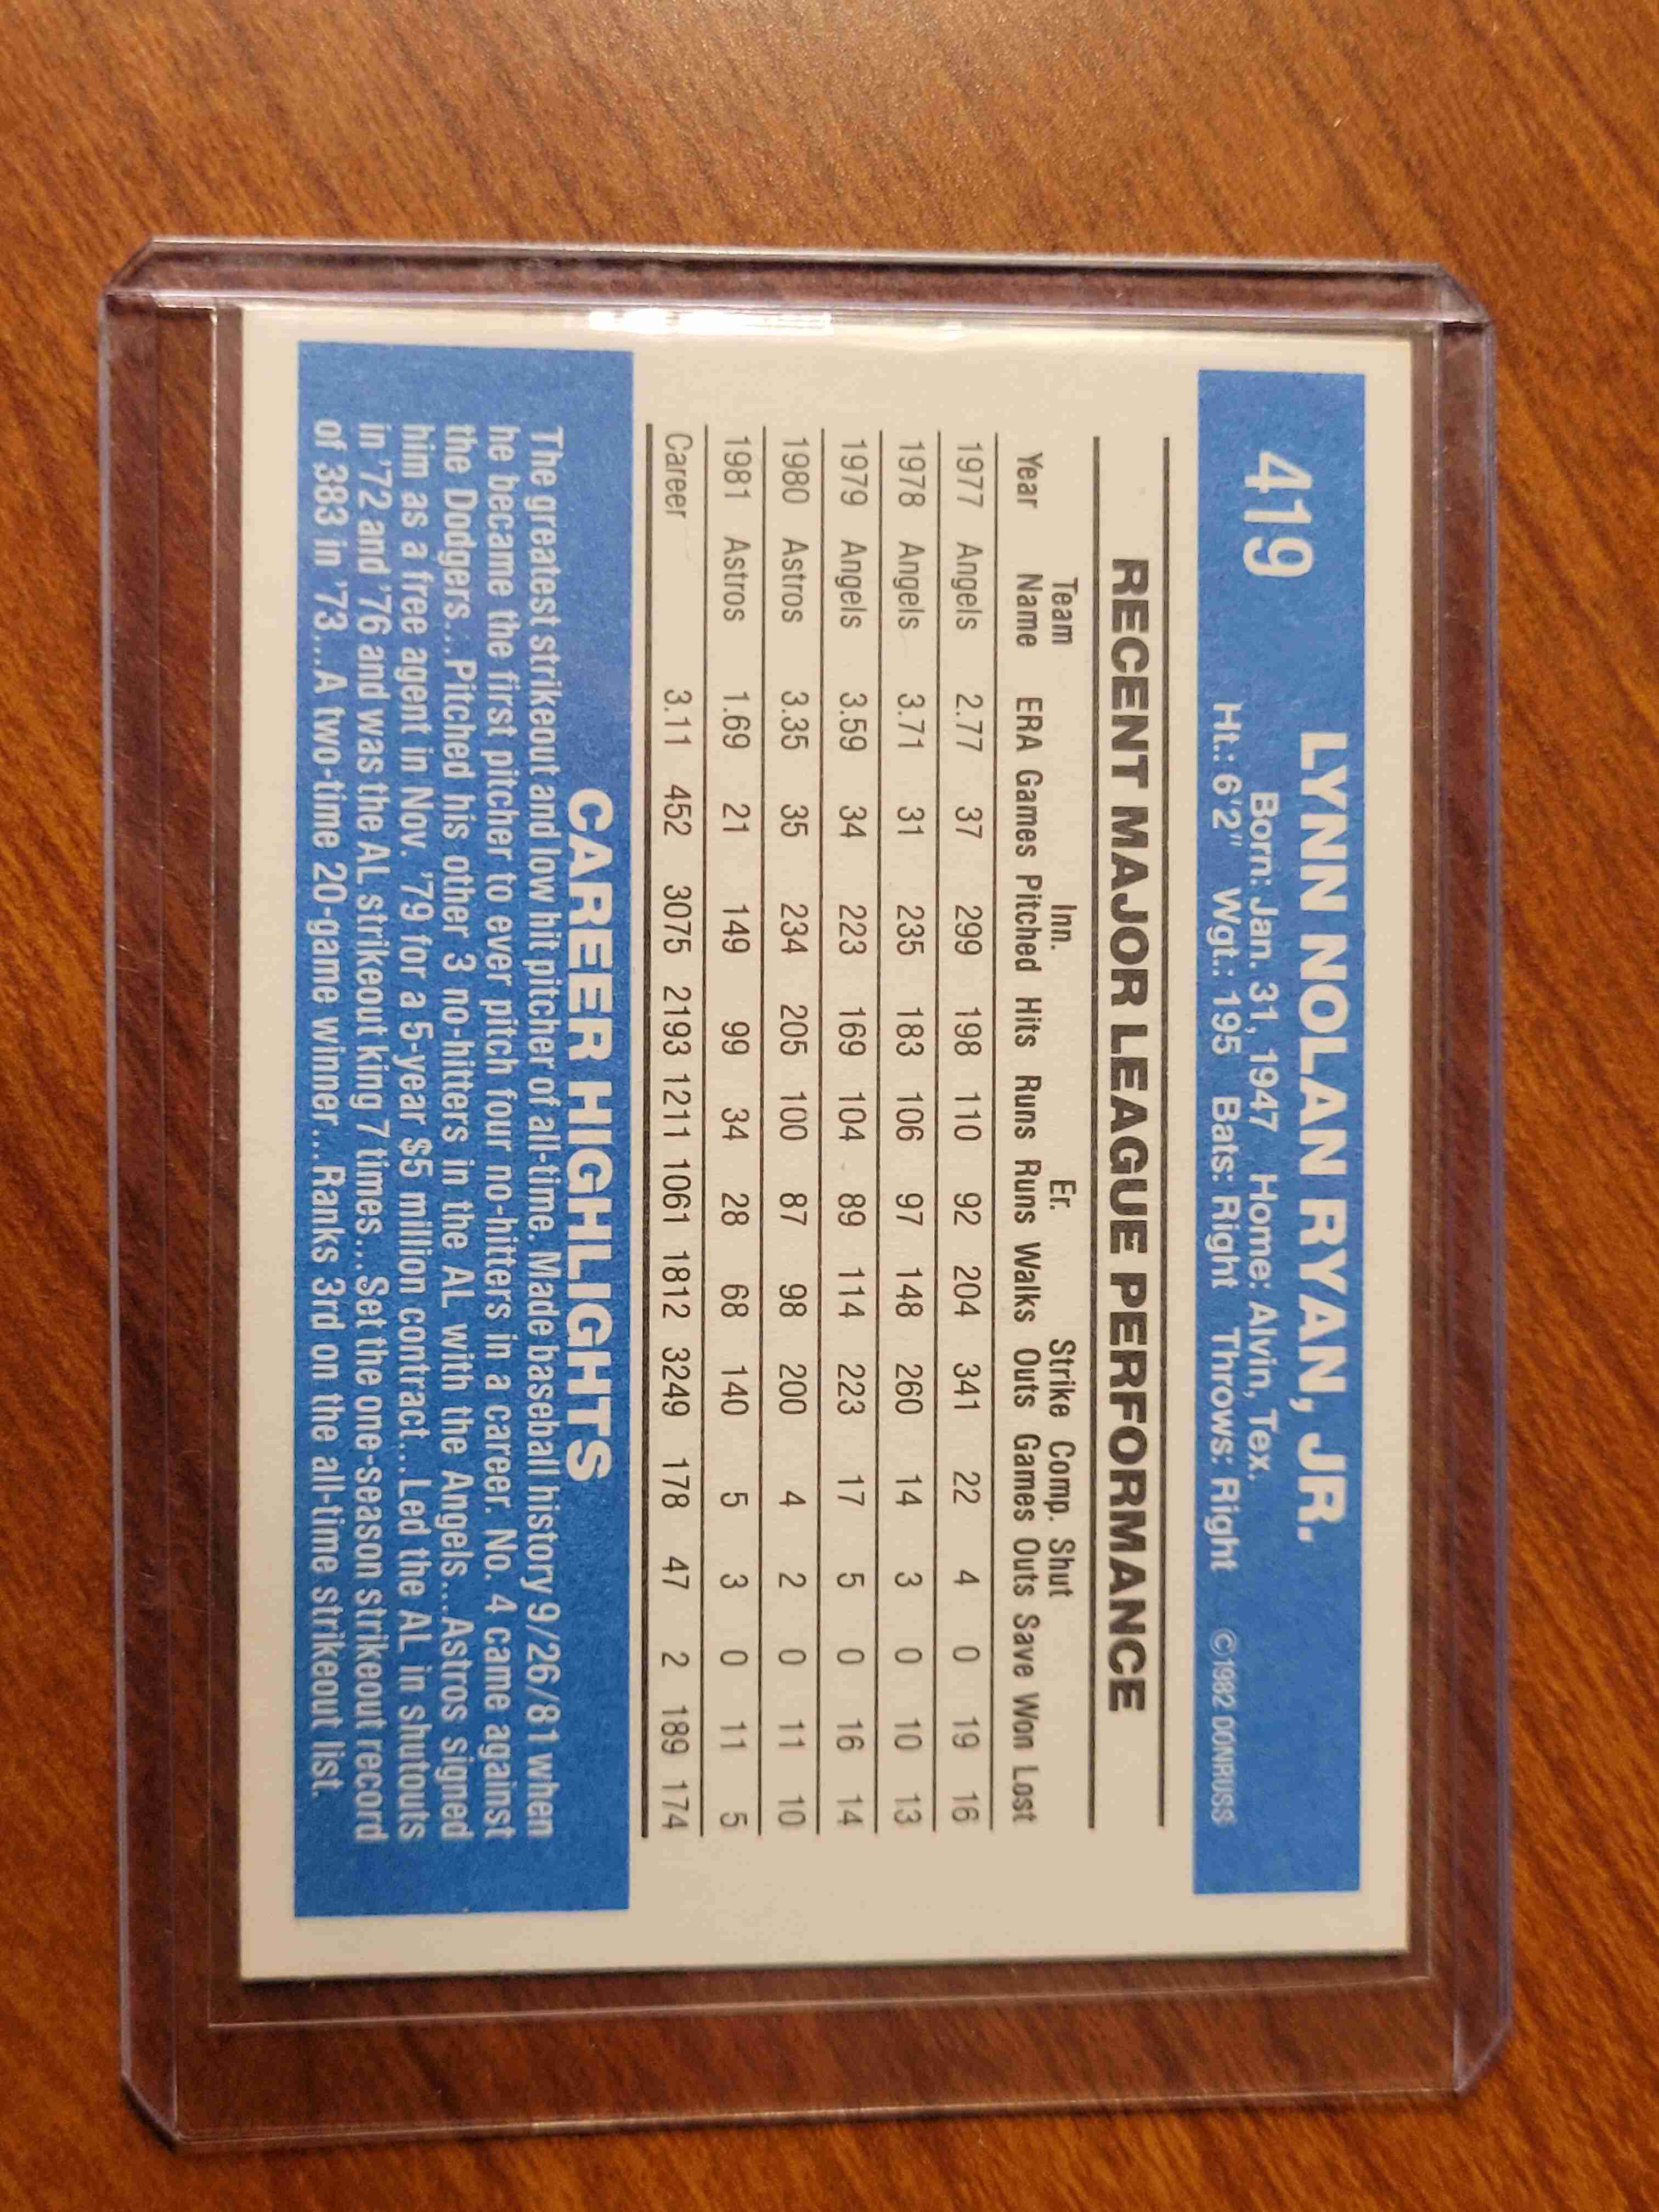 419
LYNN NOLAN RYAN, JR.
Born: Jan. 31, 1947 Home: Alvin, Tex.
Ht.: 6'2" Wgt.: 195 Bats: Right Throws: Right ©1982 DONRUSS
RECENT MAJOR LEAGUE PERFORMANCE
Team Inn. Er. Strike Comp. Shut
Year Name ERA Games Pitched Hits Runs Runs Walks Outs Games Outs Save Won Lost
1977 Angels 2.77 37 299 198 110 92 204 341 22 4 0 19 16
1978 Angels 3.71 31 235 183 106 97 148 260 14 3 0 10 13
1979 Angels 3.59 34 223 169 104 89 114 223 17 5 0 16 14
1980 Astros 3.35 35 234 205 100 87 98 200 4 2 0 11 10
1981 Astros 1.69 21 149 99 34 28 68 140 5 3 0 11 5
Career 3.11 452 3075 2193 1211 1061 1812 3249 178 47 2 189 174
CAREER HIGHLIGHTS
The greatest strikeout and low hit pitcher of all-time. Made baseball history 9/26/81 when
he became the first pitcher to ever pitch four no-hitters in a career. No. 4 came against
the Dodgers...Pitched his other 3 no-hitters in the AL with the Angels...Astros signed
him as a free agent in Nov. '79 for a 5-year $5 million contract...Led the AL in shutouts
in '72 and '76 and was the AL strikeout king 7 times...Set the one-season strikeout record
of 383 in '73...A two-time 20-game winner...Ranks 3rd on the all-time strikeout list.